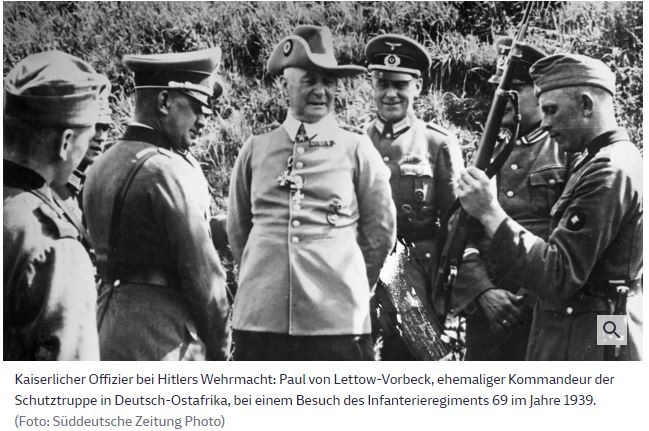 Kaiserlicher Offizier bei Hitlers Wehrmacht: Paul von Lettow-Vorbeck, ehemaliger Kommandeur der
Schutztruppe in Deutsch-Ostafrika, bei einem Besuch des Infanterieregiments 69 im Jahre 1939.
(Foto: Süddeutsche Zeitung Photo)